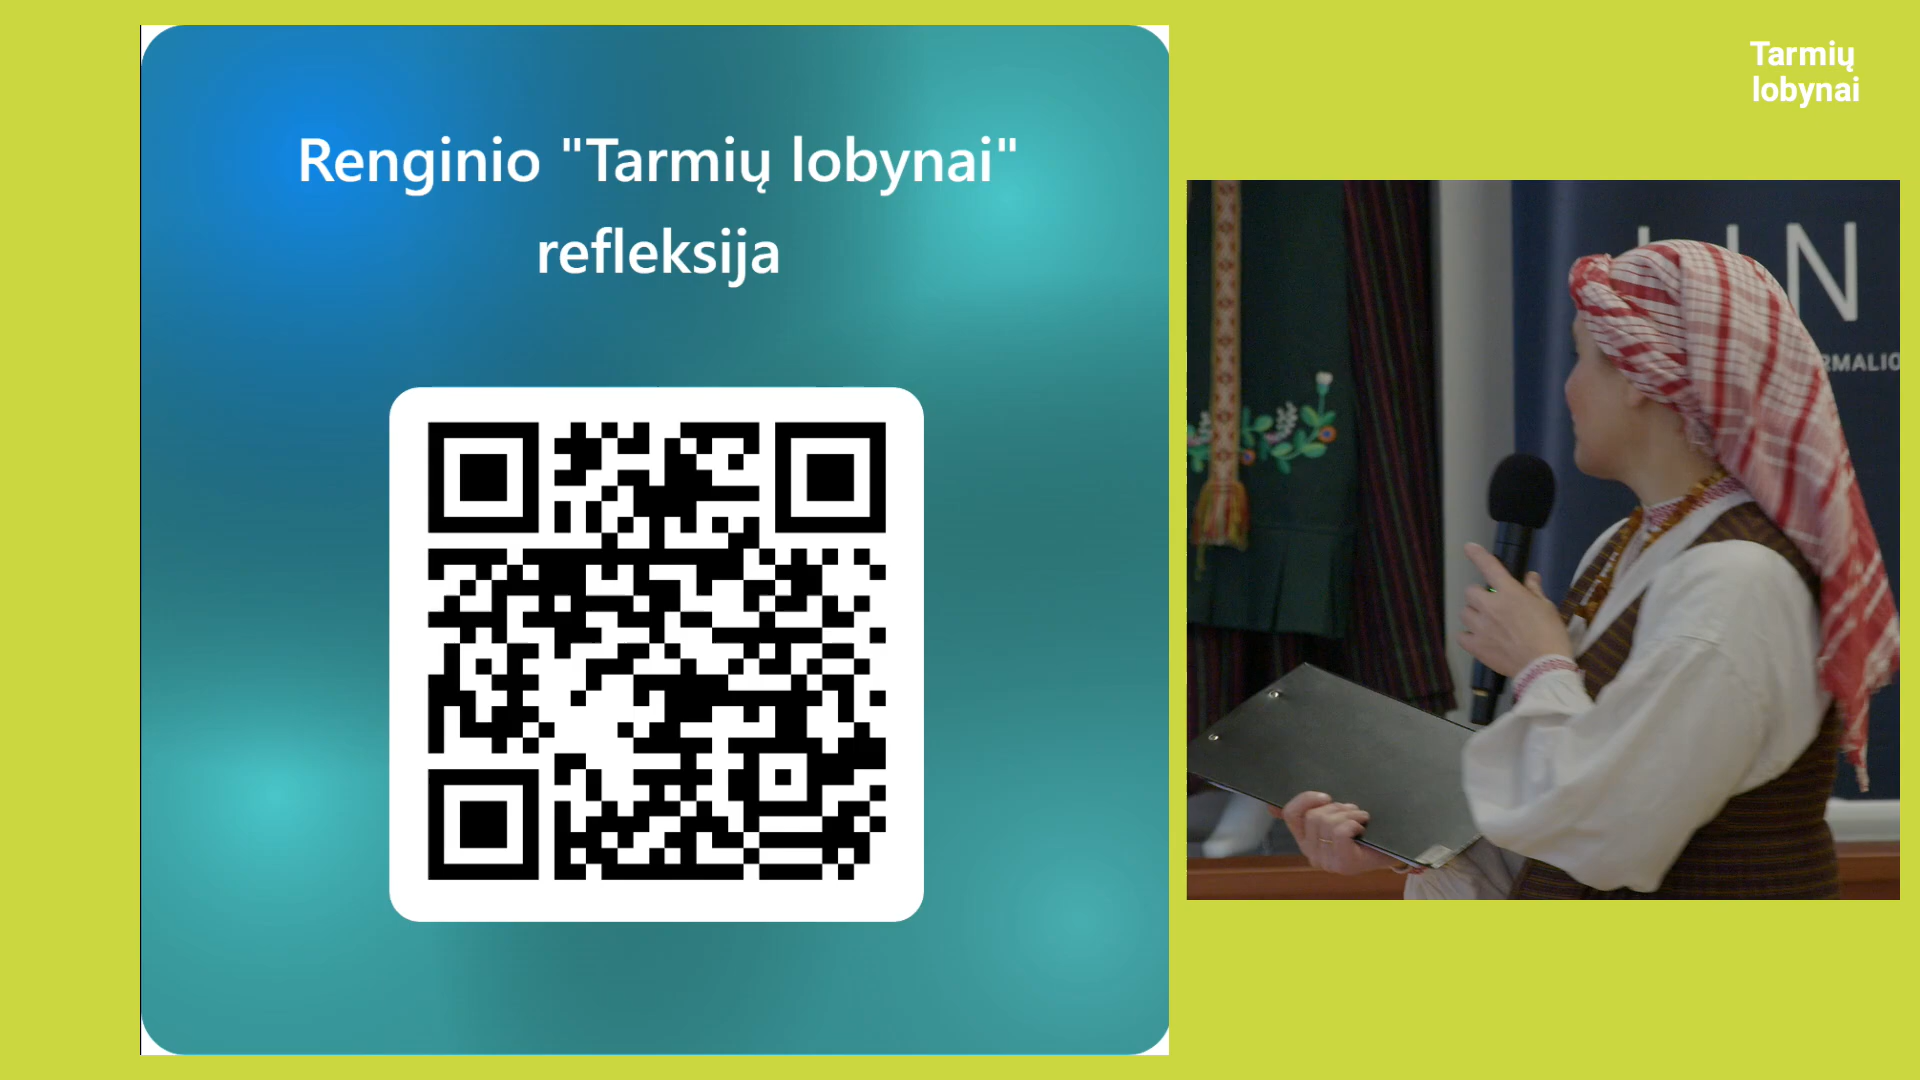 Renginio "Tarmių lobynai"
refleksija
Tarmių
lobynai